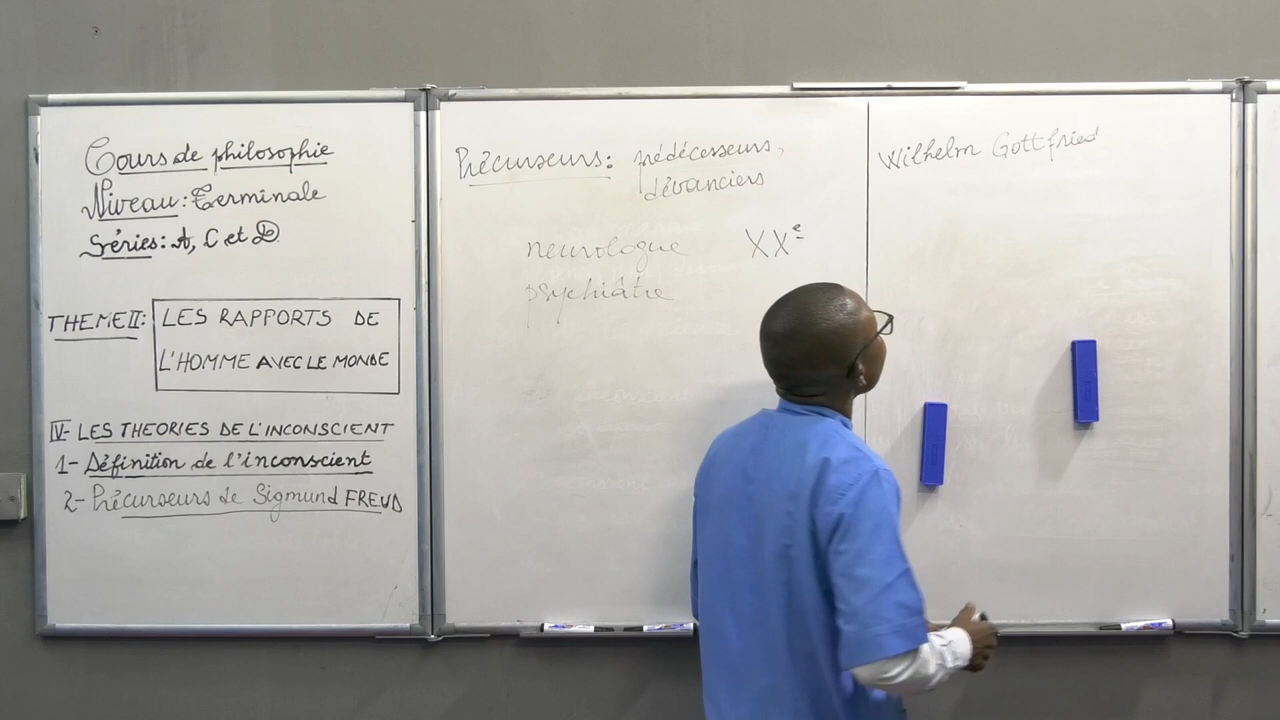 Cours de philosophie
Niveau : Terminale
Séries : A, C et D
THEME II : LES RAPPORTS DE
L'HOMME AVEC LE MONDE
IV- LES THEORIES DE L'INCONSCIENT
1- Définition de l'inconscient
2- Précurseurs de Sigmund FREUD
Précurseurs : prédécesseurs,
dévanciers
neurologue XXe
psychiâtre
Wilhelm Gottfried